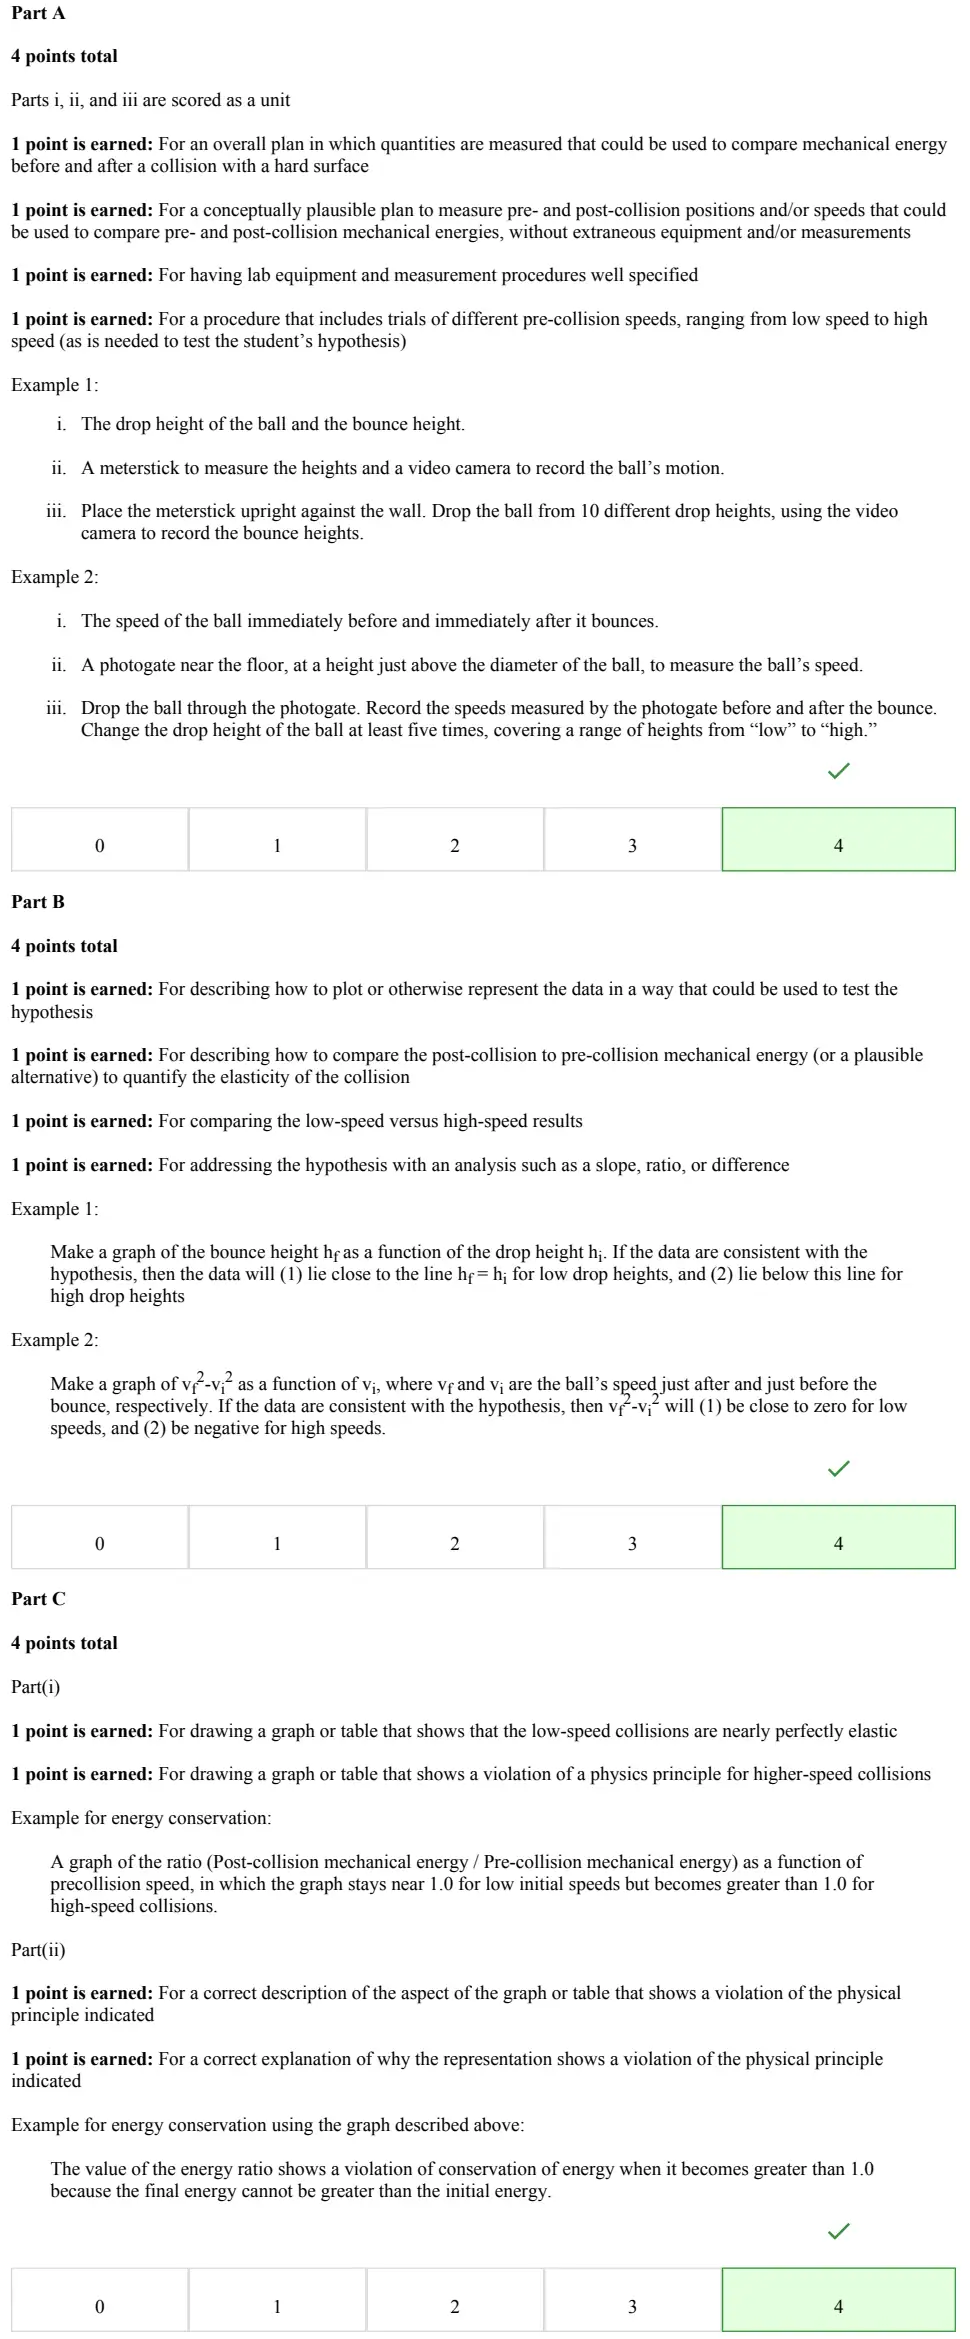 Part A
4 points total
Parts i, ii, and iii are scored as a unit
1 point is earned: For an overall plan in which quantities are measured that could be used to compare mechanical energy
before and after a collision with a hard surface
1 point is earned: For a conceptually plausible plan to measure pre- and post-collision positions and/or speeds that could
be used to compare pre- and post-collision mechanical energies, without extraneous equipment and/or measurements
1 point is earned: For having lab equipment and measurement procedures well specified
1 point is earned: For a procedure that includes trials of different pre-collision speeds, ranging from low speed to high
speed (as is needed to test the student’s hypothesis)
Example 1:
i. The drop height of the ball and the bounce height.
ii. A meterstick to measure the heights and a video camera to record the ball’s motion.
iii. Place the meterstick upright against the wall. Drop the ball from 10 different drop heights, using the video
camera to record the bounce heights.
Example 2:
i. The speed of the ball immediately before and immediately after it bounces.
ii. A photogate near the floor, at a height just above the diameter of the ball, to measure the ball’s speed.
iii. Drop the ball through the photogate. Record the speeds measured by the photogate before and after the bounce.
Change the drop height of the ball at least five times, covering a range of heights from “low” to “high.”
0 1 2 3 4
Part B
4 points total
1 point is earned: For describing how to plot or otherwise represent the data in a way that could be used to test the
hypothesis
1 point is earned: For describing how to compare the post-collision to pre-collision mechanical energy (or a plausible
alternative) to quantify the elasticity of the collision
1 point is earned: For comparing the low-speed versus high-speed results
1 point is earned: For addressing the hypothesis with an analysis such as a slope, ratio, or difference
Example 1:
Make a graph of the bounce height hf as a function of the drop height hi. If the data are consistent with the
hypothesis, then the data will (1) lie close to the line hf = hi for low drop heights, and (2) lie below this line for
high drop heights
Example 2:
Make a graph of vf²-vi² as a function of vi, where vf and vi are the ball’s speed just after and just before the
bounce, respectively. If the data are consistent with the hypothesis, then vf²-vi² will (1) be close to zero for low
speeds, and (2) be negative for high speeds.
0 1 2 3 4
Part C
4 points total
Part(i)
1 point is earned: For drawing a graph or table that shows that the low-speed collisions are nearly perfectly elastic
1 point is earned: For drawing a graph or table that shows a violation of a physics principle for higher-speed collisions
Example for energy conservation:
A graph of the ratio (Post-collision mechanical energy / Pre-collision mechanical energy) as a function of
precollision speed, in which the graph stays near 1.0 for low initial speeds but becomes greater than 1.0 for
high-speed collisions.
Part(ii)
1 point is earned: For a correct description of the aspect of the graph or table that shows a violation of the physical
principle indicated
1 point is earned: For a correct explanation of why the representation shows a violation of the physical principle
indicated
Example for energy conservation using the graph described above:
The value of the energy ratio shows a violation of conservation of energy when it becomes greater than 1.0
because the final energy cannot be greater than the initial energy.
0 1 2 3 4